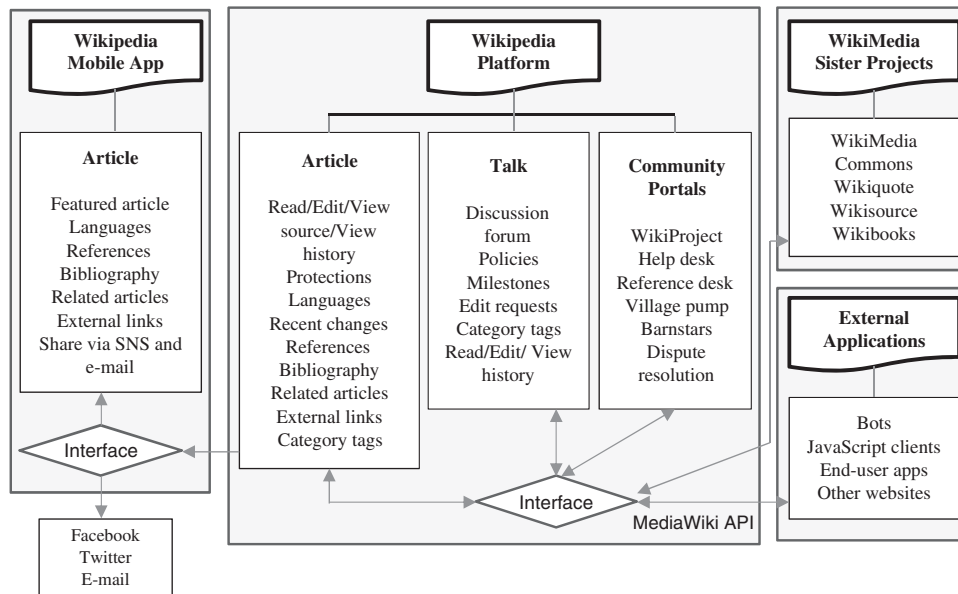 Wikipedia
Mobile App
Article
Featured article
Languages
References
Bibliography
Related articles
External links
Share via SNS and
e-mail
Interface
Facebook
Twitter
E-mail
Wikipedia
Platform
Article
Read/Edit/View
source/View
history
Protections
Languages
Recent changes
References
Bibliography
Related articles
External links
Category tags
Talk
Discussion
forum
Policies
Milestones
Edit requests
Category tags
Read/Edit/ View
history
Community
Portals
WikiProject
Help desk
Reference desk
Village pump
Barnstars
Dispute
resolution
Interface
MediaWiki API
WikiMedia
Sister Projects
WikiMedia
Commons
Wikiquote
Wikisource
Wikibooks
External
Applications
Bots
JavaScript clients
End-user apps
Other websites